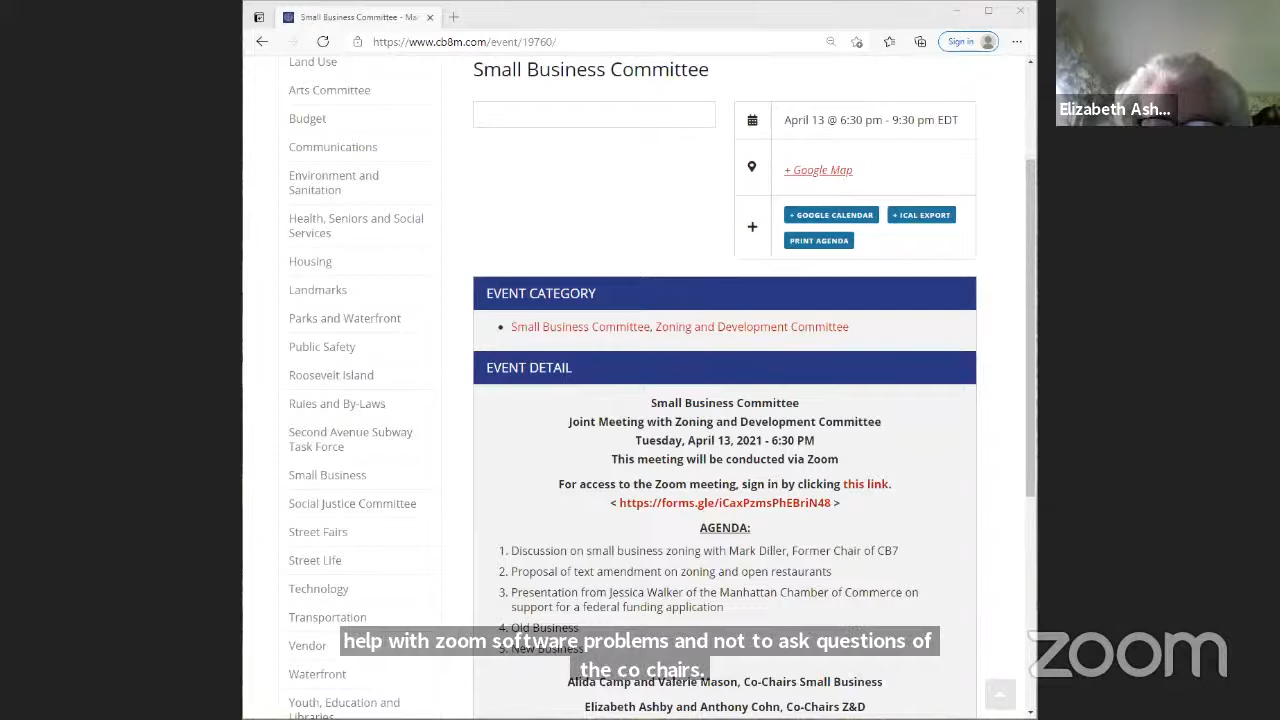 Small Business Committee - Ma
https://www.cb8m.com/event/19760/
Sign in
Land Use
Arts Committee
Budget
Communications
Environment and
Sanitation
Health, Seniors and Social
Services
Housing
Landmarks
Parks and Waterfront
Public Safety
Roosevelt Island
Rules and By-Laws
Second Avenue Subway
Task Force
Small Business
Social Justice Committee
Street Fairs
Street Life
Technology
Transportation
Vendor
Waterfront
Youth, Education and
Libraries
Small Business Committee
April 13 @ 6:30 pm - 9:30 pm EDT
+ Google Map
+ GOOGLE CALENDAR
+ ICAL EXPORT
PRINT AGENDA
EVENT CATEGORY
Small Business Committee, Zoning and Development Committee
EVENT DETAIL
Small Business Committee
Joint Meeting with Zoning and Development Committee
Tuesday, April 13, 2021 - 6:30 PM
This meeting will be conducted via Zoom
For access to the Zoom meeting, sign in by clicking this link.
< https://forms.gle/iCaxPzmsPhEBriN48 >
AGENDA:
1. Discussion on small business zoning with Mark Diller, Former Chair of CB7
2. Proposal of text amendment on zoning and open restaurants
3. Presentation from Jessica Walker of the Manhattan Chamber of Commerce on
support for a federal funding application
4. Old Business
5. New Business
help with zoom software problems and not to ask questions of
the co chairs.
Alida Camp and Valerie Mason, Co-Chairs Small Business
Elizabeth Ashby and Anthony Cohn, Co-Chairs Z&D
Elizabeth Ash...
zoom